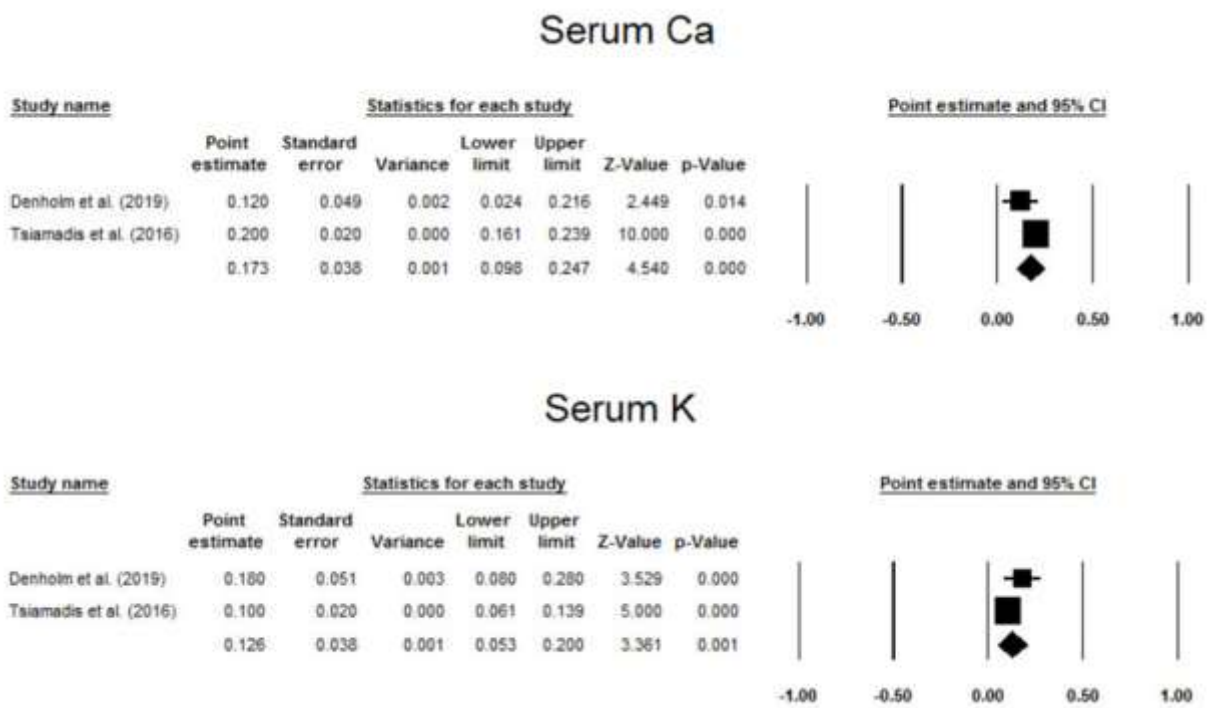 Serum Ca
Study name Statistics for each study Point estimate and 95% CI
Point Standard Lower Upper
estimate error Variance limit limit Z-Value p-Value
Denholm et al. (2019) 0.120 0.049 0.002 0.024 0.216 2.449 0.014
Tsiamadis et al. (2016) 0.200 0.020 0.000 0.161 0.239 10.000 0.000
0.173 0.038 0.001 0.098 0.247 4.540 0.000
-1.00 -0.50 0.00 0.50 1.00
Serum K
Study name Statistics for each study Point estimate and 95% CI
Point Standard Lower Upper
estimate error Variance limit limit Z-Value p-Value
Denholm et al. (2019) 0.180 0.051 0.003 0.080 0.280 3.529 0.000
Tsiamadis et al. (2016) 0.100 0.020 0.000 0.061 0.139 5.000 0.000
0.126 0.038 0.001 0.053 0.200 3.361 0.001
-1.00 -0.50 0.00 0.50 1.00